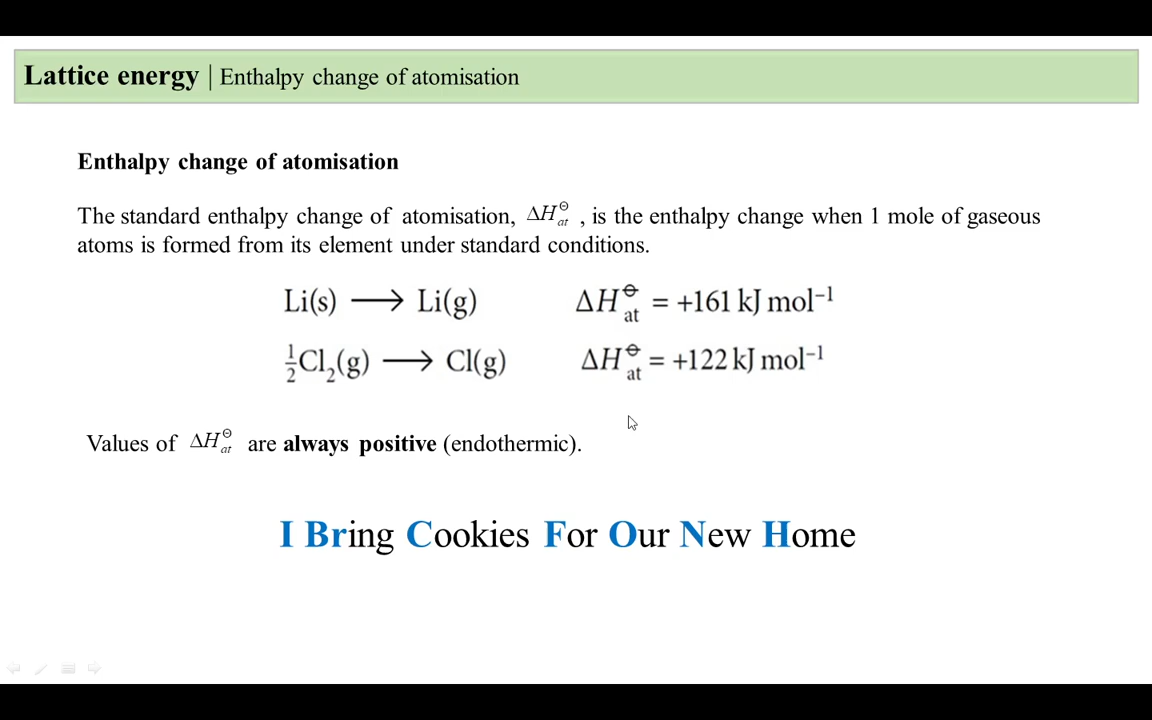 Lattice energy | Enthalpy change of atomisation
Enthalpy change of atomisation
The standard enthalpy change of atomisation, ΔH⦵at , is the enthalpy change when 1 mole of gaseous
atoms is formed from its element under standard conditions.
Li(s) ⟶ Li(g) ΔH⦵at = +161 kJ mol⁻¹
½Cl₂(g) ⟶ Cl(g) ΔH⦵at = +122 kJ mol⁻¹
Values of ΔH⦵at are always positive (endothermic).
I Bring Cookies For Our New Home